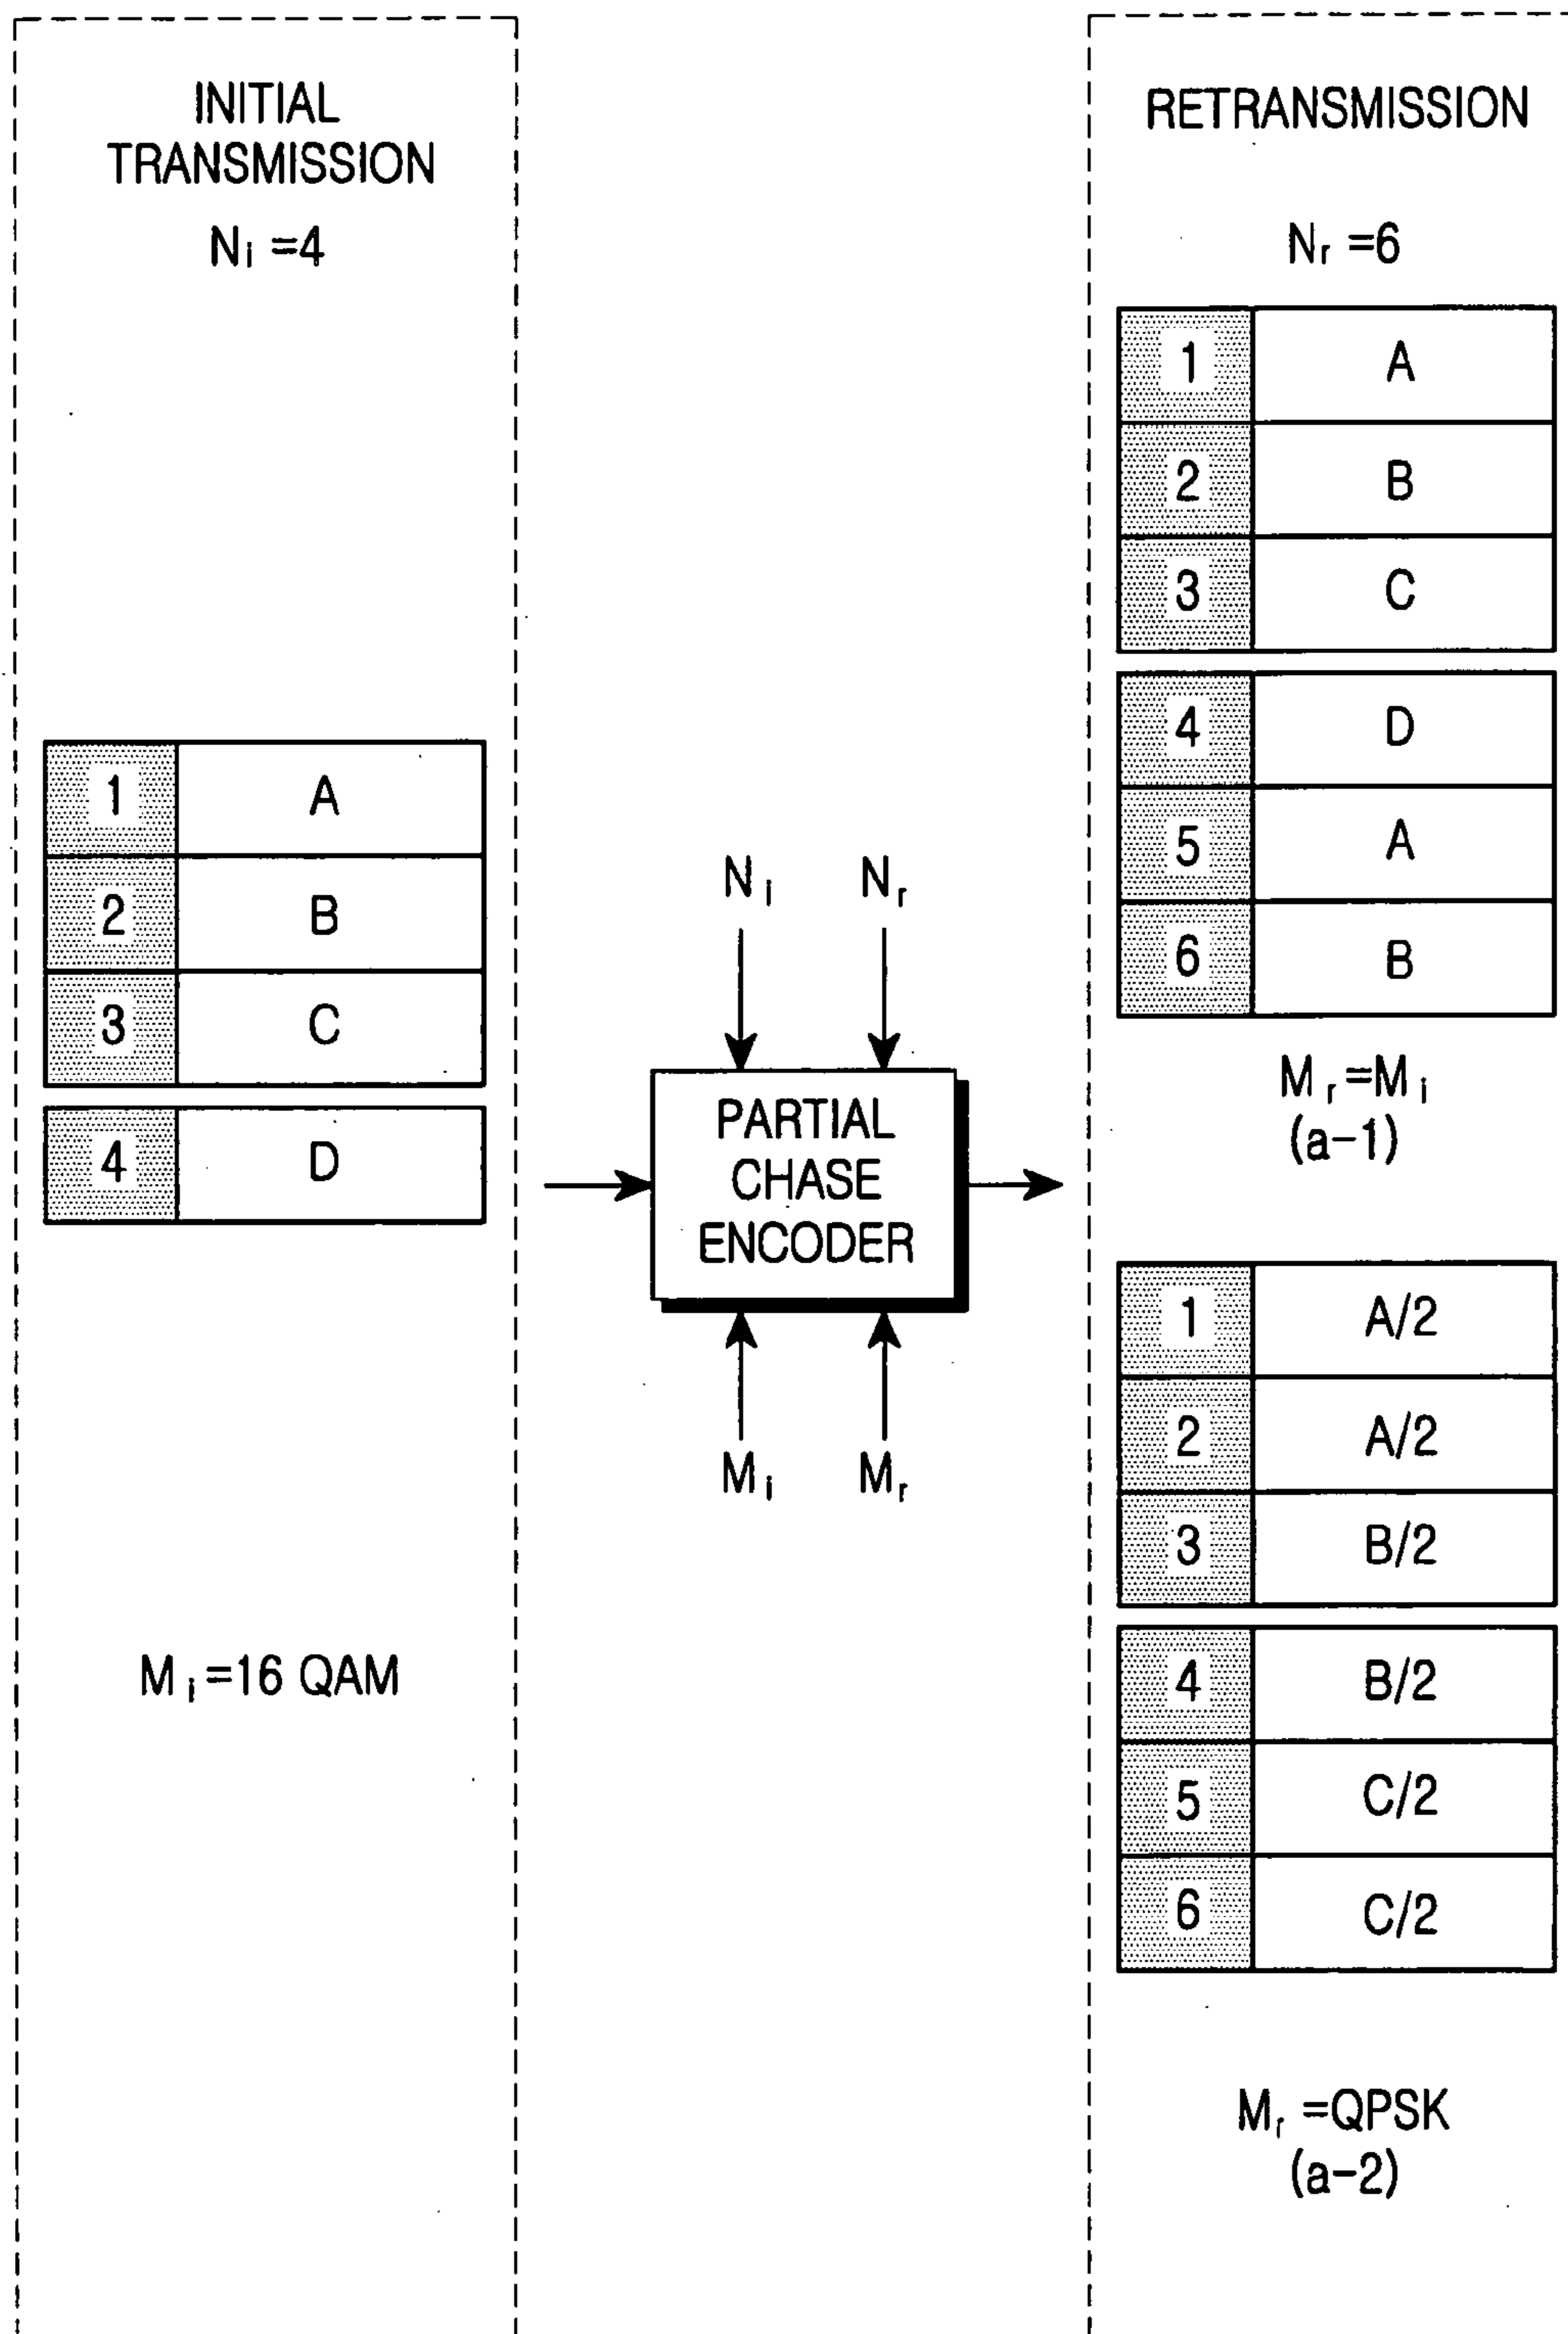 INITIAL
TRANSMISSION
Nᵢ =4
1 A
2 B
3 C
4 D
Mᵢ =16 QAM
Nᵢ Nᵣ
PARTIAL
CHASE
ENCODER
Mᵢ Mᵣ
RETRANSMISSION
Nᵣ =6
1 A
2 B
3 C
4 D
5 A
6 B
Mᵣ=Mᵢ
(a-1)
1 A/2
2 A/2
3 B/2
4 B/2
5 C/2
6 C/2
Mᵣ =QPSK
(a-2)